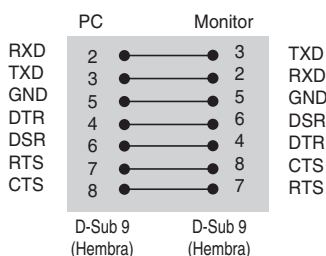 PC Monitor
RXD 2 3 TXD
TXD 3 2 RXD
GND 5 5 GND
DTR 4 6 DSR
DSR 6 4 DTR
RTS 7 8 CTS
CTS 8 7 RTS
D-Sub 9 D-Sub 9
(Hembra) (Hembra)